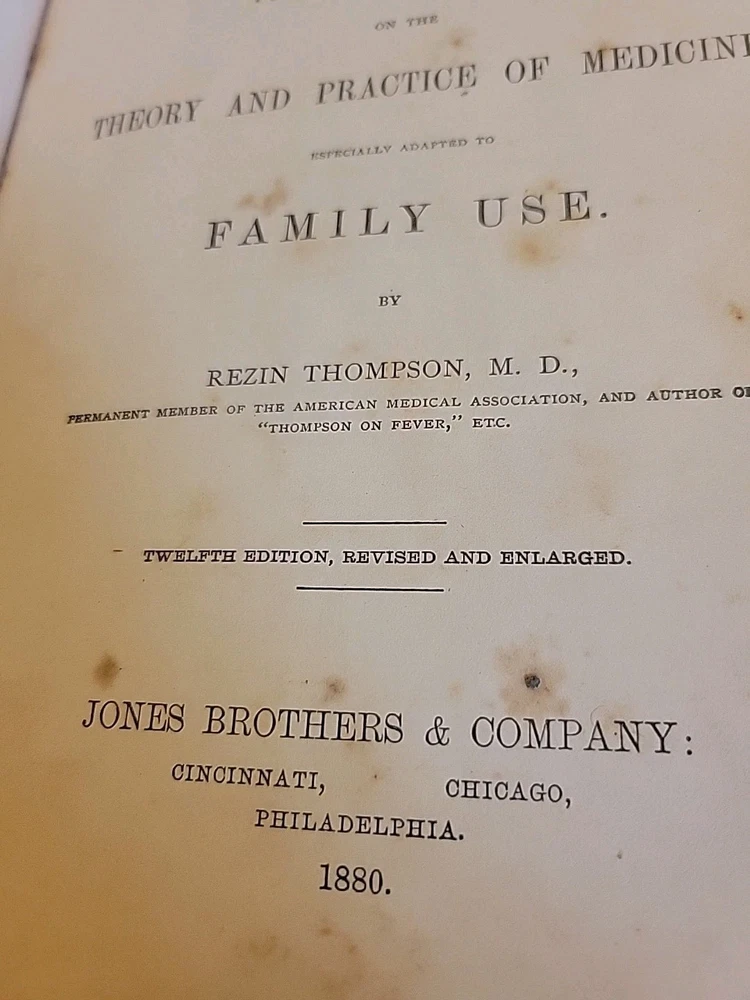 ON THE
THEORY AND PRACTICE OF MEDICIN
ESPECIALLY ADAPTED TO
FAMILY USE.
BY
REZIN THOMPSON, M. D.,
PERMANENT MEMBER OF THE AMERICAN MEDICAL ASSOCIATION, AND AUTHOR OF
"THOMPSON ON FEVER," ETC.
TWELFTH EDITION, REVISED AND ENLARGED.
JONES BROTHERS & COMPANY:
CINCINNATI, CHICAGO,
PHILADELPHIA.
1880.